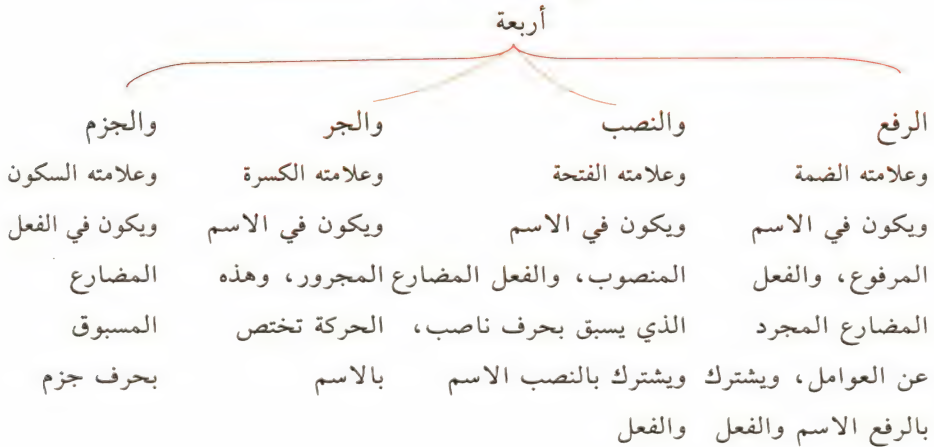 أربعة
الرفع والنصب والجر والجزم
وعلامته الضمة وعلامته الفتحة وعلامته الكسرة وعلامته السكون
ويكون في الاسم ويكون في الاسم ويكون في الاسم ويكون في الفعل
المرفوع، والفعل المنصوب، والفعل المضارع المجرور، وهذه المضارع
المضارع المجرد الذي يسبق بحرف ناصب، الحركة تختص المسبوق
عن العوامل، ويشترك ويشترك بالنصب الاسم بالاسم بحرف جزم
بالرفع الاسم والفعل والفعل